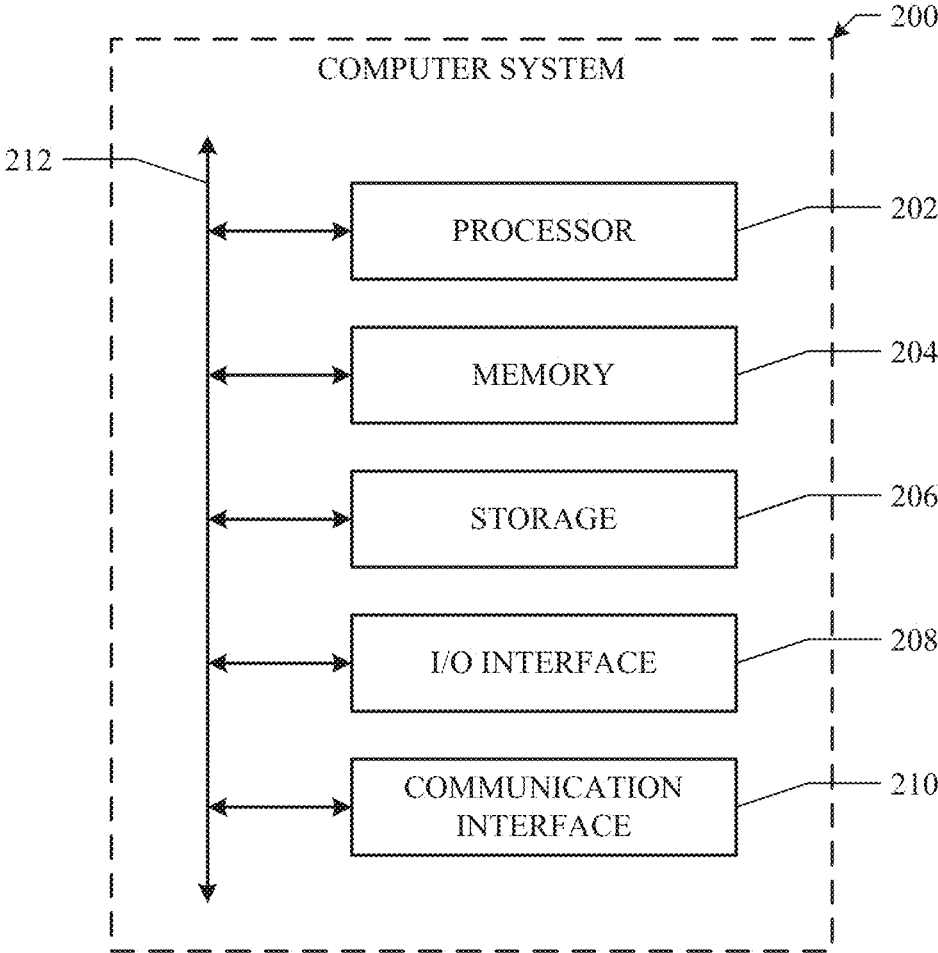 200
COMPUTER SYSTEM
212
PROCESSOR
202
MEMORY
204
STORAGE
206
I/O INTERFACE
208
COMMUNICATION
INTERFACE
210